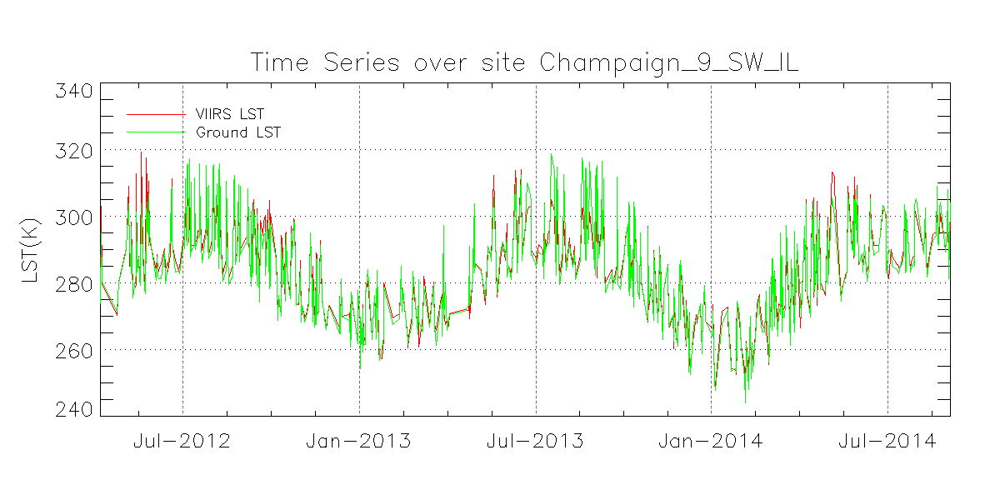 Time Series over site Champaign_9_SW_IL
340
VIIRS LST
Ground LST
320
300
LST(K)
280
260
240
Jul-2012 Jan-2013 Jul-2013 Jan-2014 Jul-2014